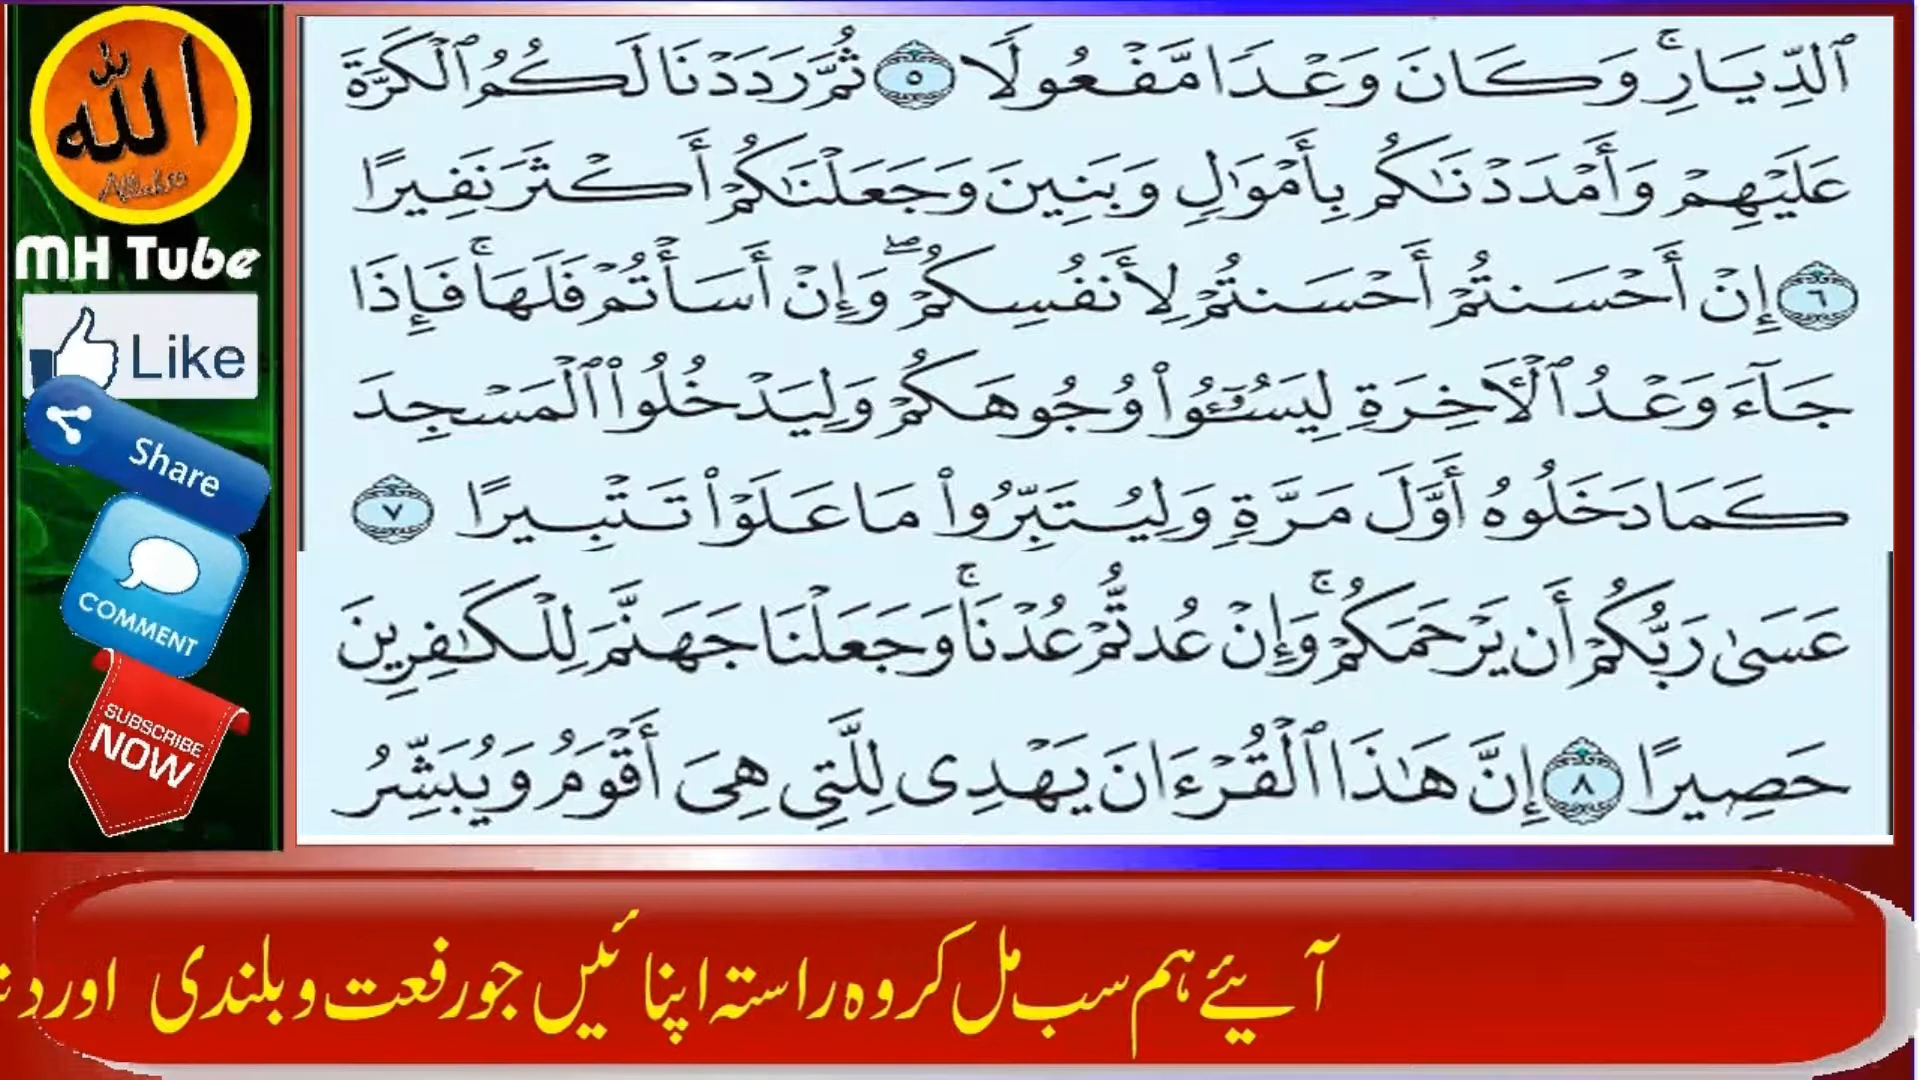 الله
Allah
MH Tube
Like
Share
COMMENT
SUBSCRIBE
NOW
ٱلدِّيَارِۚ وَكَانَ وَعْدًا مَّفْعُولًا ٥ ثُمَّ رَدَدْنَا لَكُمُ ٱلْكَرَّةَ
عَلَيْهِمْ وَأَمْدَدْنَٰكُم بِأَمْوَٰلٍ وَبَنِينَ وَجَعَلْنَٰكُمْ أَكْثَرَ نَفِيرًا
٦ إِنْ أَحْسَنتُمْ أَحْسَنتُمْ لِأَنفُسِكُمْۖ وَإِنْ أَسَأْتُمْ فَلَهَاۚ فَإِذَا
جَآءَ وَعْدُ ٱلْأَخِرَةِ لِيَسُۥٓـُٔوا۟ وُجُوهَكُمْ وَلِيَدْخُلُوا۟ ٱلْمَسْجِدَ
كَمَا دَخَلُوهُ أَوَّلَ مَرَّةٍ وَلِيُتَبِّرُوا۟ مَا عَلَوْا۟ تَتْبِيرًا ٧
عَسَىٰ رَبُّكُمْ أَن يَرْحَمَكُمْۚ وَإِنْ عُدتُّمْ عُدْنَاۚ وَجَعَلْنَا جَهَنَّمَ لِلْكَٰفِرِينَ
حَصِيرًا ٨ إِنَّ هَٰذَا ٱلْقُرْءَانَ يَهْدِى لِلَّتِى هِىَ أَقْوَمُ وَيُبَشِّرُ
آیئے ہم سب مل کر وہ راستہ اپنائیں جو رفعت و بلندی اور